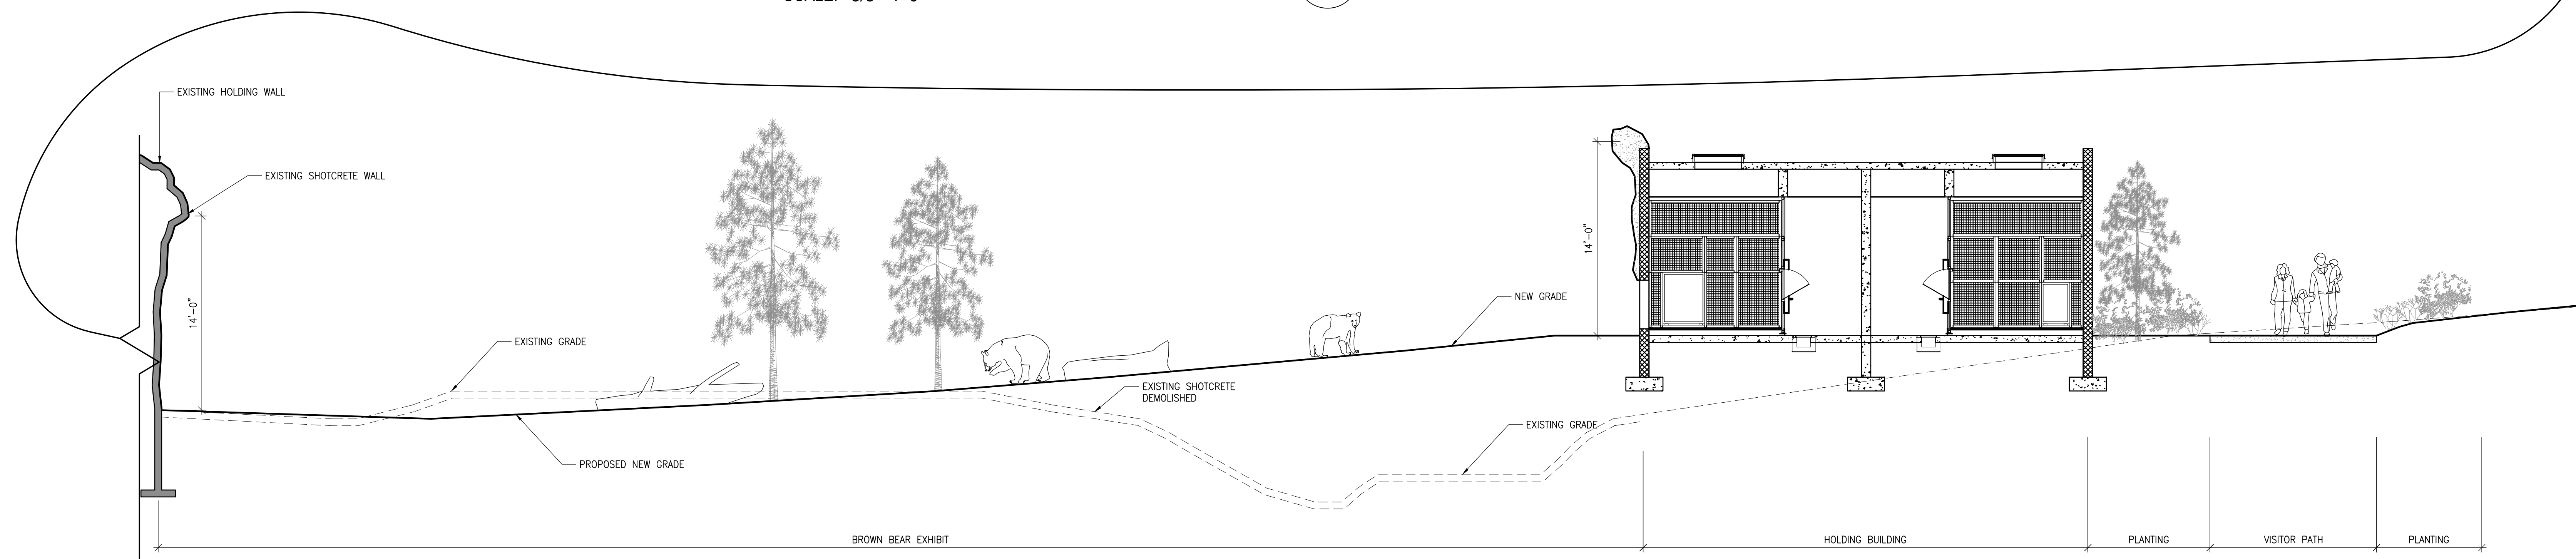 EXISTING HOLDING WALL
EXISTING SHOTCRETE WALL
14'-0"
EXISTING GRADE
PROPOSED NEW GRADE
EXISTING SHOTCRETE
DEMOLISHED
NEW GRADE
EXISTING GRADE
14'-0"
BROWN BEAR EXHIBIT
HOLDING BUILDING
PLANTING
VISITOR PATH
PLANTING